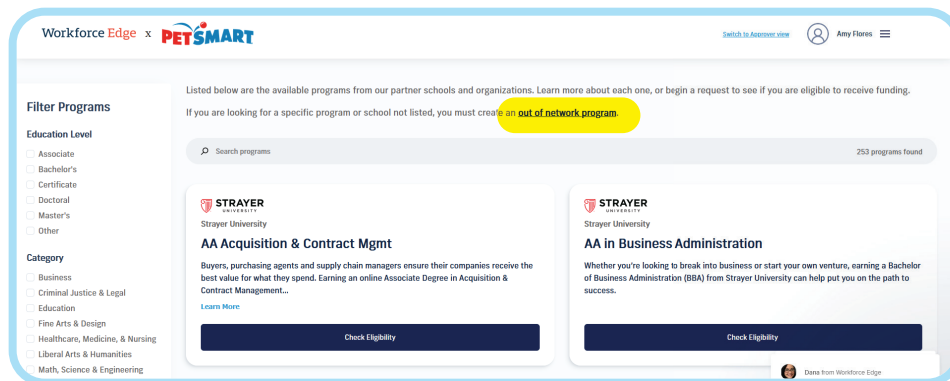 Workforce Edge x PETSMART
Switch to Approver view
Amy Flores
Listed below are the available programs from our partner schools and organizations. Learn more about each one, or begin a request to see if you are eligible to receive funding.
If you are looking for a specific program or school not listed, you must create an out of network program.
Filter Programs
Education Level
Associate
Bachelor's
Certificate
Doctoral
Master's
Other
Category
Business
Criminal Justice & Legal
Education
Fine Arts & Design
Healthcare, Medicine, & Nursing
Liberal Arts & Humanities
Math, Science & Engineering
Search programs
253 programs found
STRAYER
UNIVERSITY
Strayer University
AA Acquisition & Contract Mgmt
Buyers, purchasing agents and supply chain managers ensure their companies receive the
best value for what they spend. Earning an online Associate Degree in Acquisition &
Contract Management...
Learn More
Check Eligibility
STRAYER
UNIVERSITY
Strayer University
AA in Business Administration
Whether you're looking to break into business or start your own venture, earning a Bachelor
of Business Administration (BBA) from Strayer University can help put you on the path to
success.
Check Eligibility
Dana from Workforce Edge